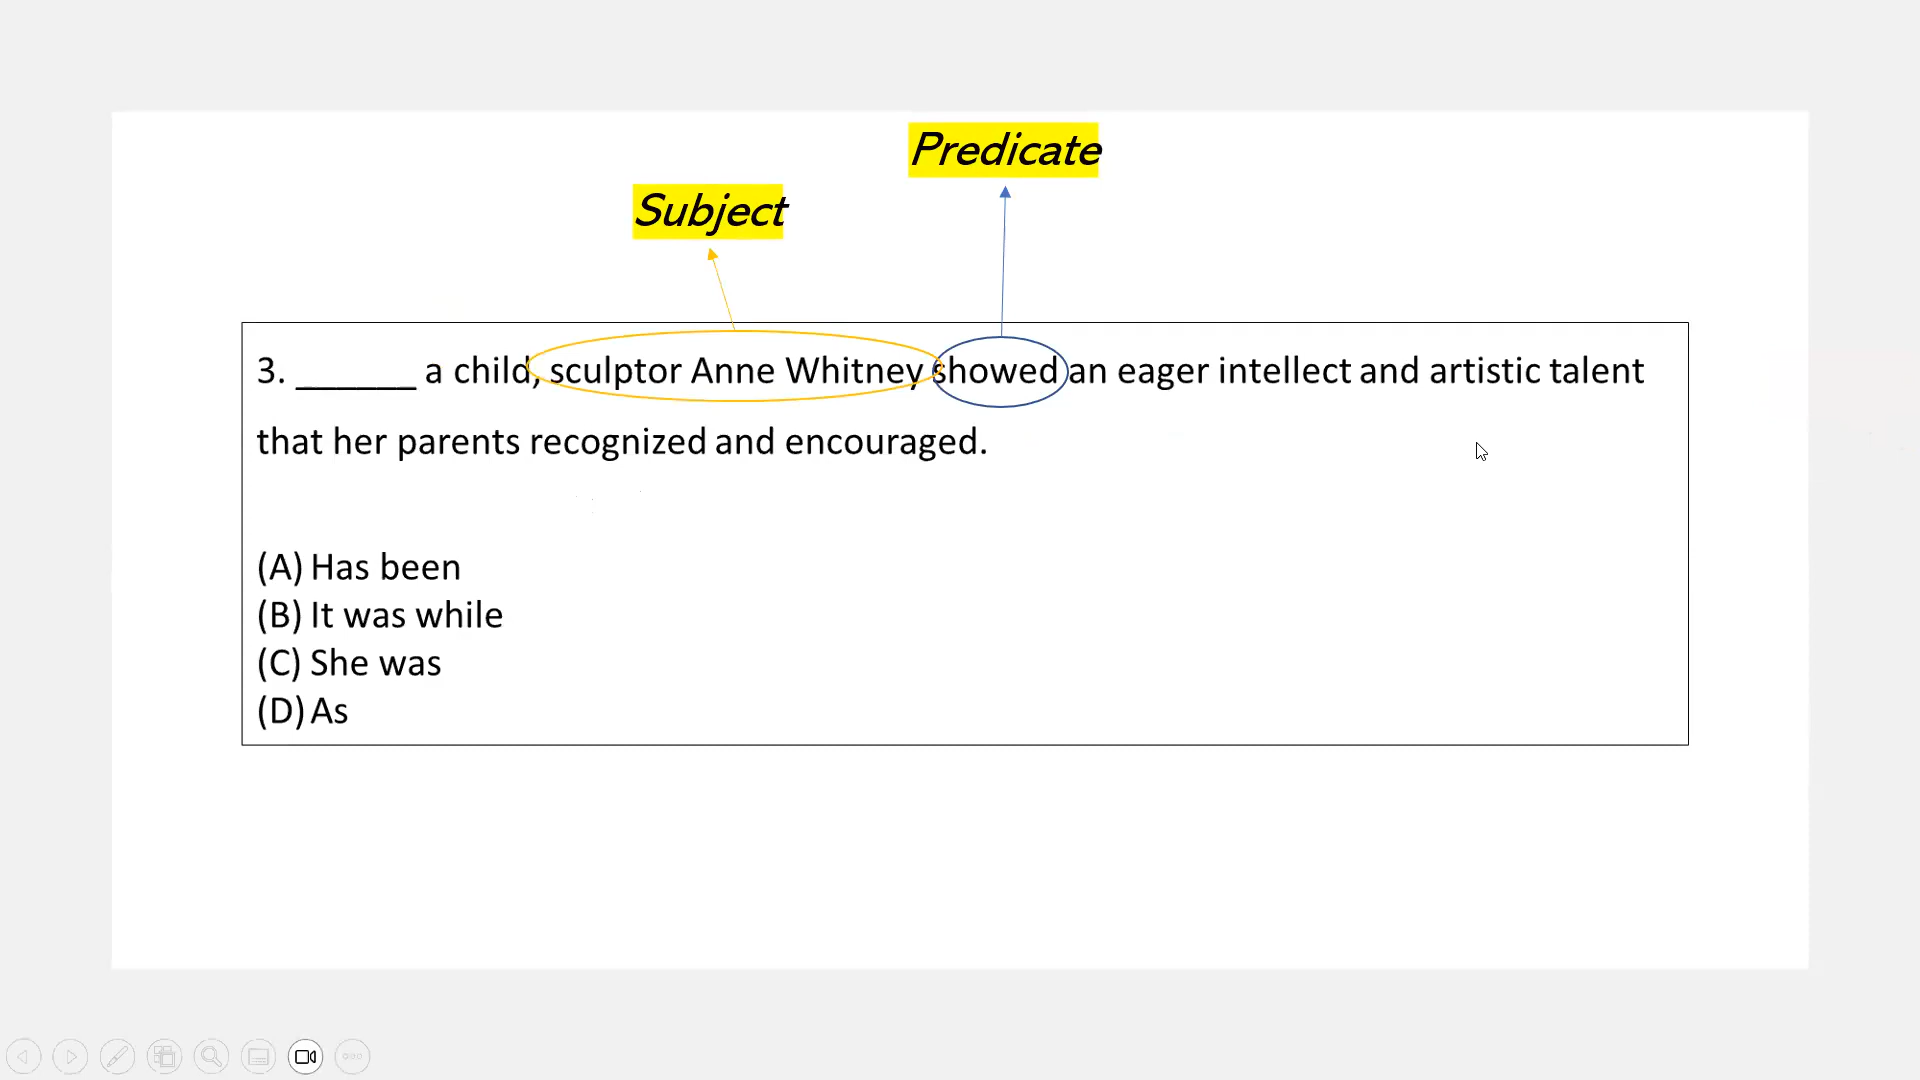 Predicate
Subject
3. ______ a child, sculptor Anne Whitney showed an eager intellect and artistic talent
that her parents recognized and encouraged.
(A) Has been
(B) It was while
(C) She was
(D) As